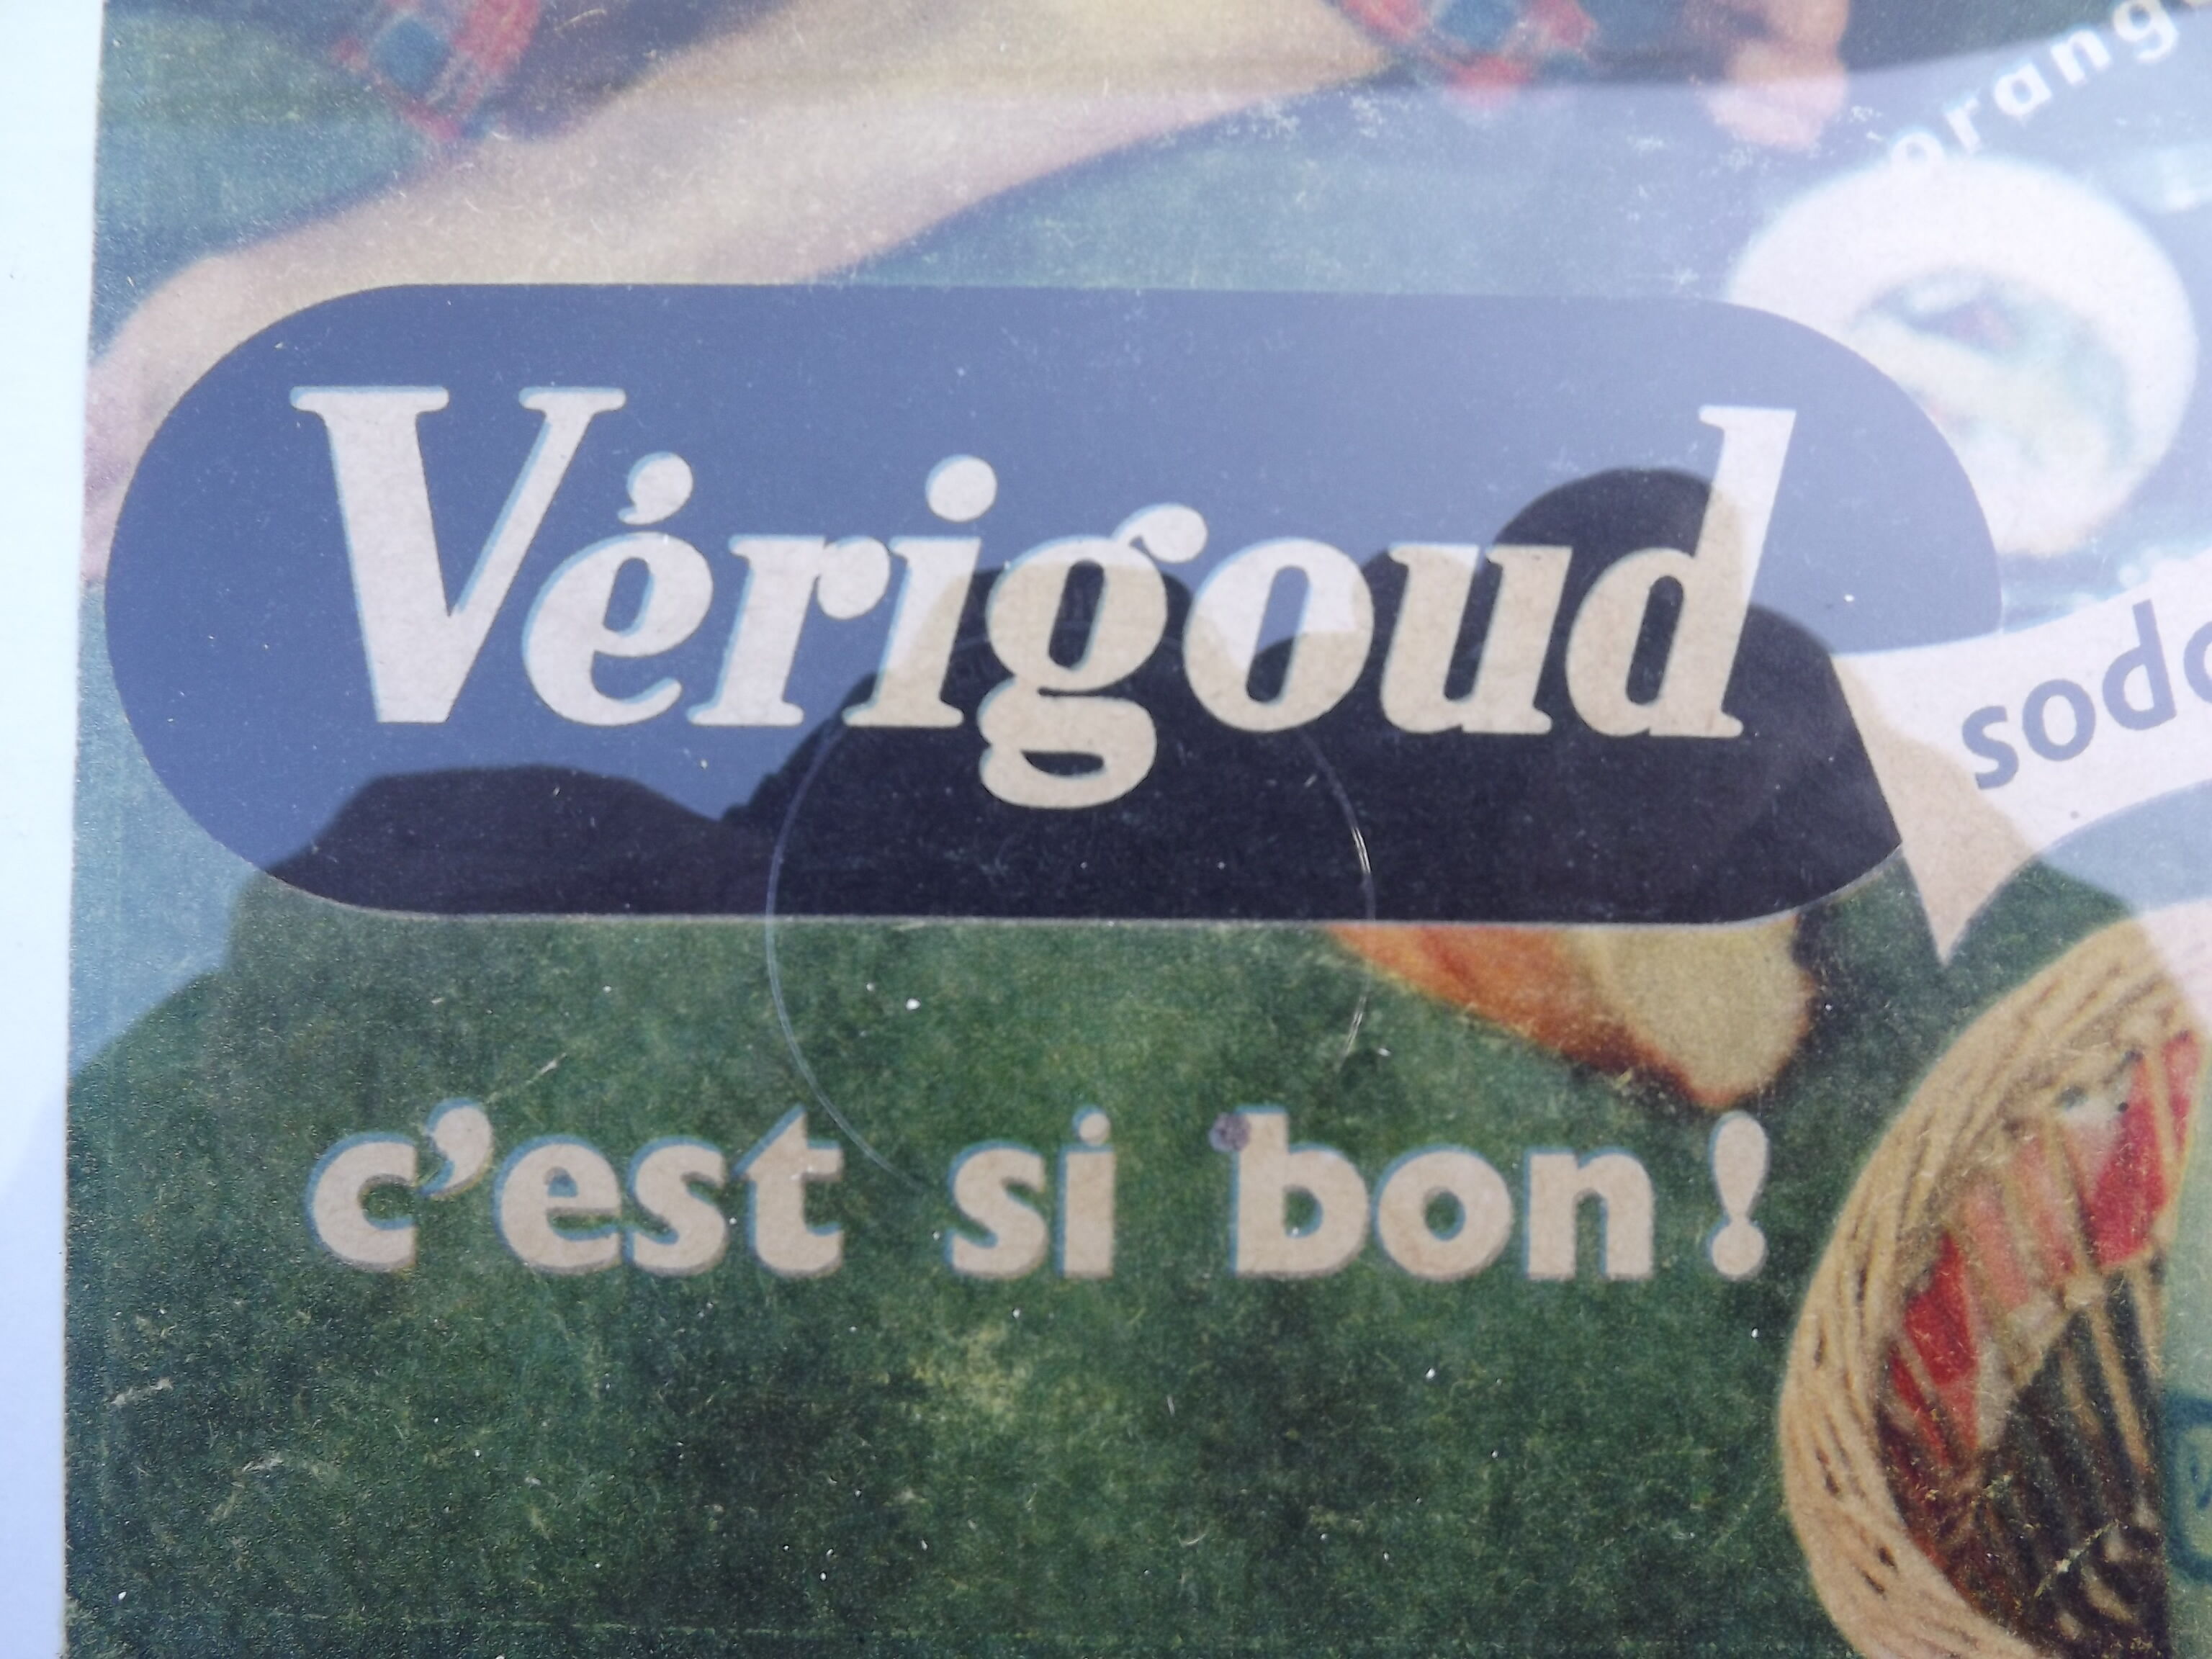 Vérigoud
c'est si bon !